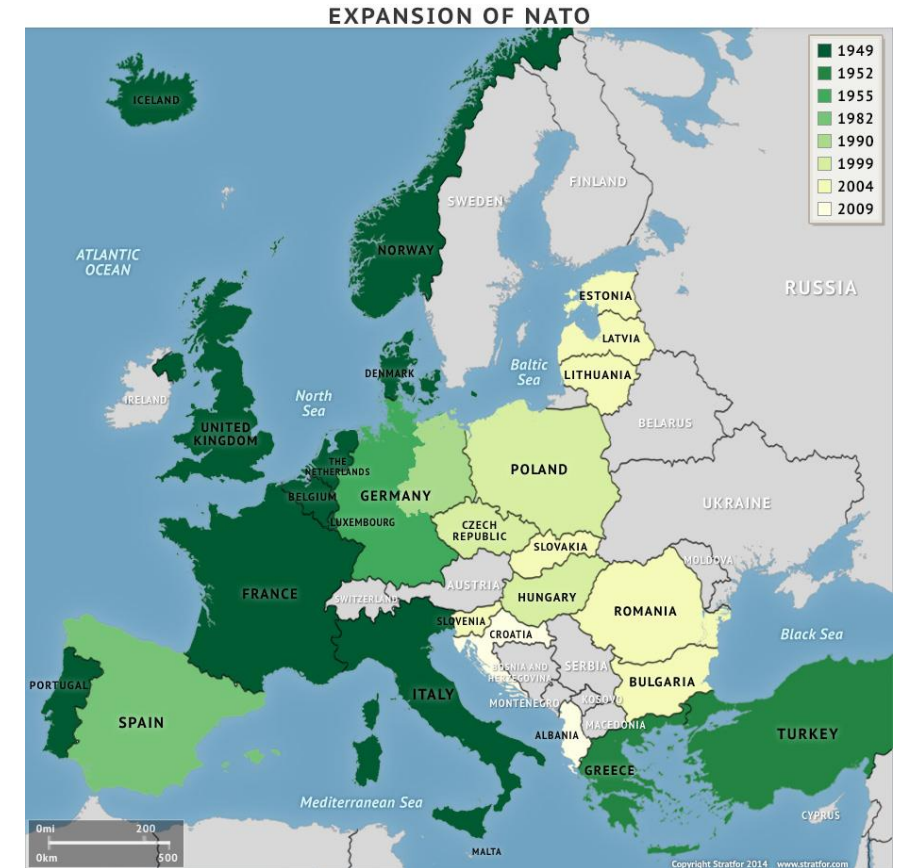 EXPANSION OF NATO
1949
1952
1955
1982
1990
1999
2004
2009
ICELAND
SWEDEN
FINLAND
NORWAY
ATLANTIC
OCEAN
RUSSIA
ESTONIA
LATVIA
LITHUANIA
DENMARK
Baltic
Sea
North
Sea
IRELAND
UNITED
KINGDOM
BELARUS
THE
NETHERLANDS
BELGIUM
GERMANY
POLAND
LUXEMBOURG
CZECH
REPUBLIC
UKRAINE
SLOVAKIA
MOLDOVA
FRANCE
SWITZERLAND
AUSTRIA
HUNGARY
ROMANIA
SLOVENIA
CROATIA
Black Sea
BOSNIA AND
HERZEGOVINA
SERBIA
PORTUGAL
SPAIN
ITALY
MONTENEGRO
KOSOVO
BULGARIA
MACEDONIA
ALBANIA
TURKEY
GREECE
Mediterranean Sea
CYPRUS
MALTA
0mi 200
0km 500
Copyright Stratfor 2014 www.stratfor.com